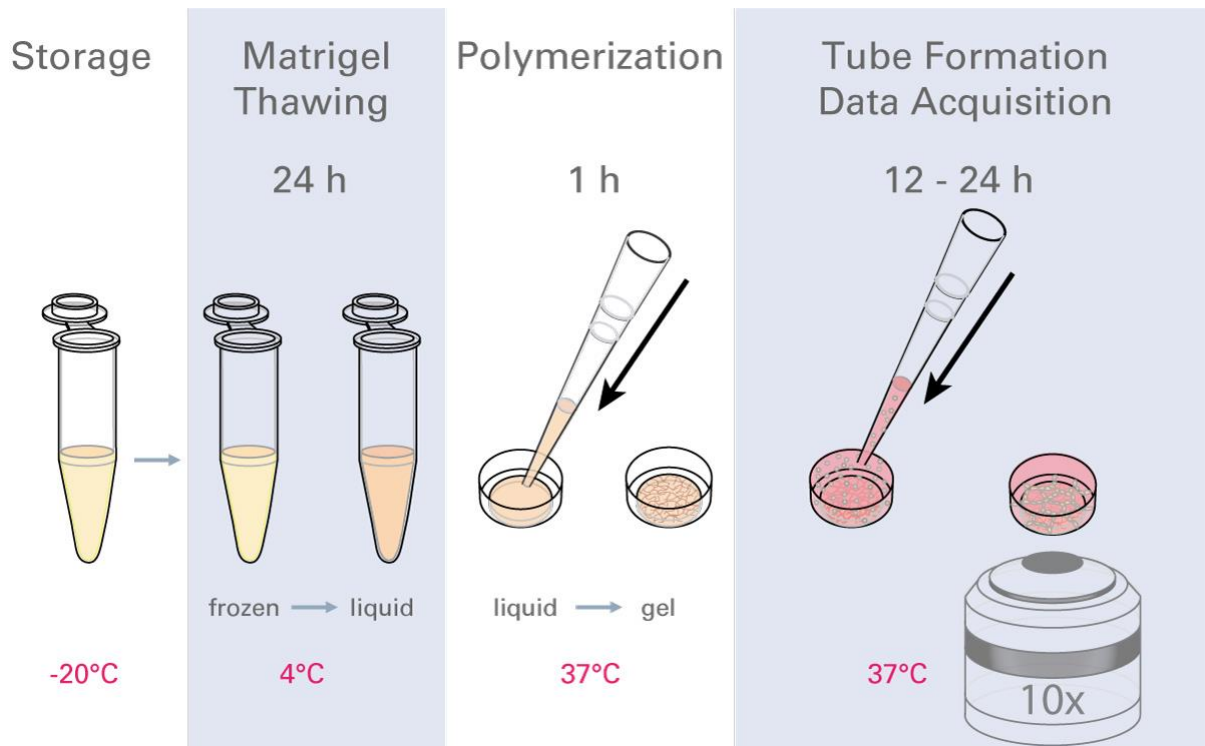 Storage
Matrigel
Thawing
24 h
frozen
liquid
Polymerization
1 h
liquid
gel
Tube Formation
Data Acquisition
12 - 24 h
-20°C
4°C
37°C
37°C
10x